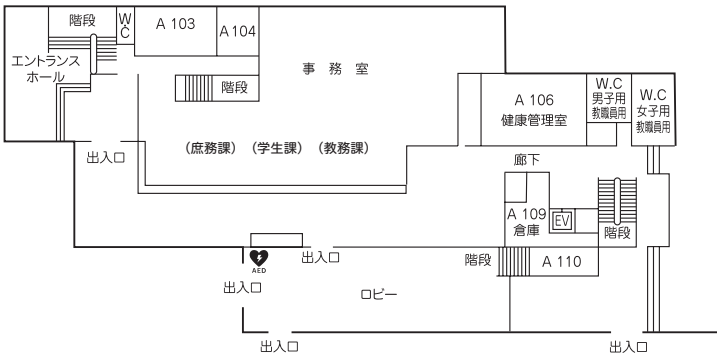 階段
W.C
A 103
A 104
エントランス
ホール
事 務 室
階段
A 106
健康管理室
W.C
男子用
教職員用
W.C
女子用
教職員用
（庶務課）（学生課）（教務課）
出入口
廊下
A 109
倉庫
EV
階段
AED
出入口
階段
A 110
出入口
ロビー
出入口
出入口